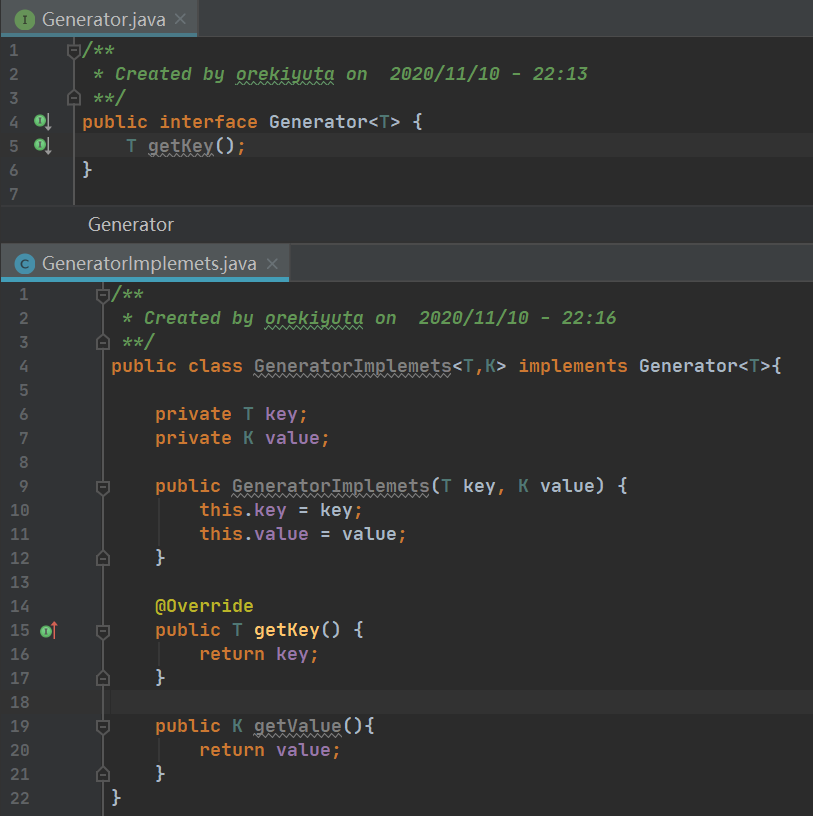 Generator.java
1 /**
2 * Created by orekiyuta on 2020/11/10 - 22:13
3 **/
4 public interface Generator<T> {
5 T getKey();
6 }
7
Generator
GeneratorImplemets.java
1 /**
2 * Created by orekiyuta on 2020/11/10 - 22:16
3 **/
4 public class GeneratorImplemets<T,K> implements Generator<T>{
5
6 private T key;
7 private K value;
8
9 public GeneratorImplemets(T key, K value) {
10 this.key = key;
11 this.value = value;
12 }
13
14 @Override
15 public T getKey() {
16 return key;
17 }
18
19 public K getValue(){
20 return value;
21 }
22 }